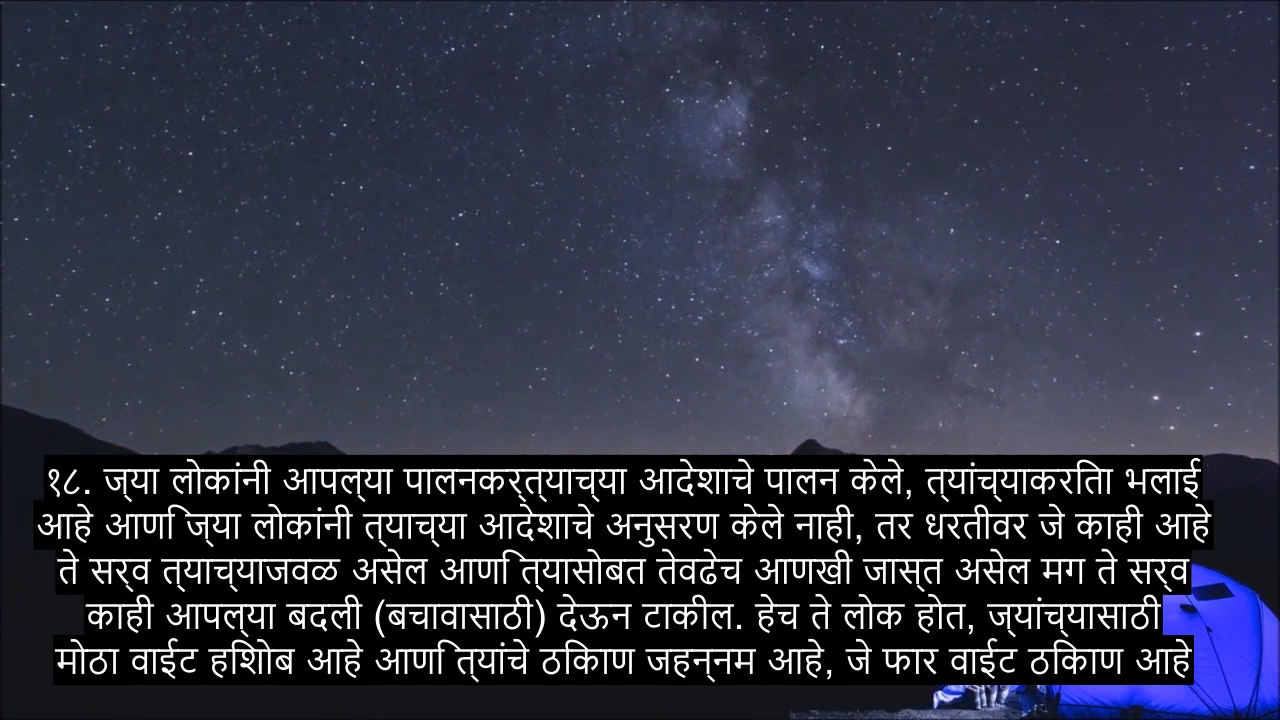 १८. ज्या लोकांनी आपल्या पालनकर्त्याच्या आदेशाचे पालन केले, त्यांच्याकरिता भलाई
आहे आणि ज्या लोकांनी त्याच्या आदेशाचे अनुसरण केले नाही, तर धरतीवर जे काही आहे
ते सर्व त्याच्याजवळ असेल आणि त्यासोबत तेवढेच आणखी जास्त असेल मग ते सर्व
काही आपल्या बदली (बचावासाठी) देऊन टाकील. हेच ते लोक होत, ज्यांच्यासाठी
मोठा वाईट हिशोब आहे आणि त्यांचे ठिकाण जहन्नम आहे, जे फार वाईट ठिकाण आहे